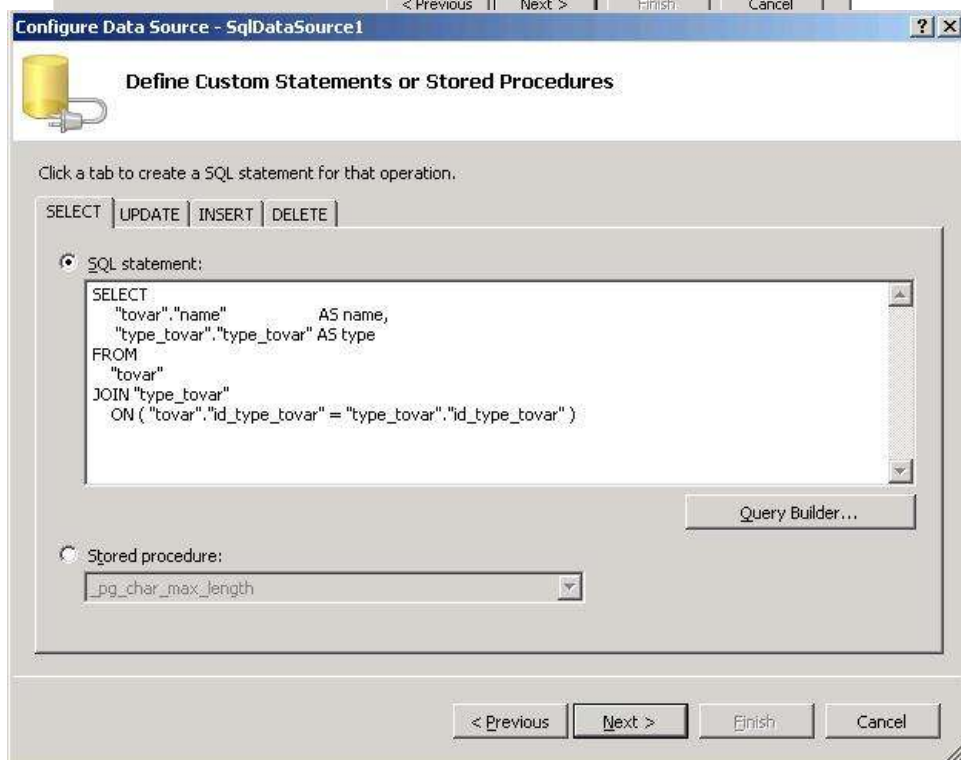 < Previous Next > Finish Cancel
Configure Data Source - SqlDataSource1
Define Custom Statements or Stored Procedures
Click a tab to create a SQL statement for that operation.
SELECT UPDATE INSERT DELETE
SQL statement:
SELECT
"tovar"."name" AS name,
"type_tovar"."type_tovar" AS type
FROM
"tovar"
JOIN "type_tovar"
ON ( "tovar"."id_type_tovar" = "type_tovar"."id_type_tovar" )
Query Builder...
Stored procedure:
_pg_char_max_length
< Previous Next > Finish Cancel